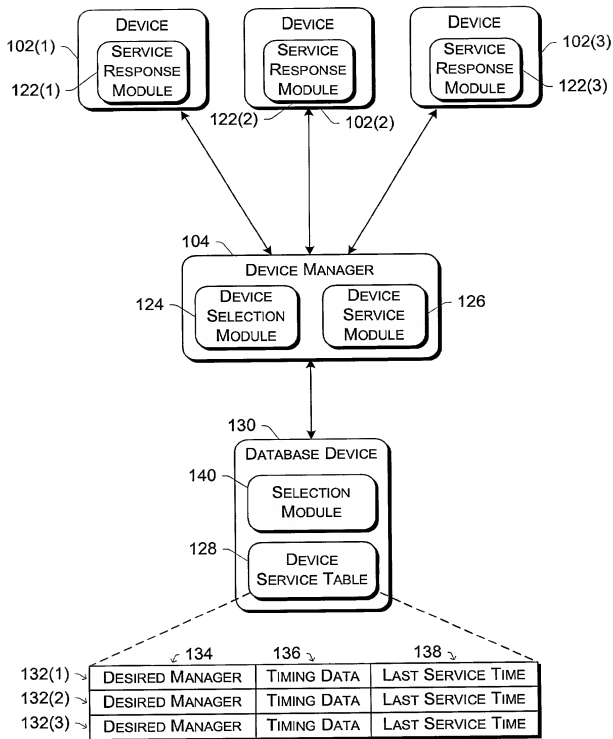 DEVICE
SERVICE
RESPONSE
MODULE
102(1)
122(1)
DEVICE
SERVICE
RESPONSE
MODULE
122(2)
102(2)
DEVICE
SERVICE
RESPONSE
MODULE
102(3)
122(3)
104
DEVICE MANAGER
124
DEVICE
SELECTION
MODULE
DEVICE
SERVICE
MODULE
126
130
DATABASE DEVICE
140
SELECTION
MODULE
128
DEVICE
SERVICE TABLE
134 136 138
132(1) DESIRED MANAGER TIMING DATA LAST SERVICE TIME
132(2) DESIRED MANAGER TIMING DATA LAST SERVICE TIME
132(3) DESIRED MANAGER TIMING DATA LAST SERVICE TIME